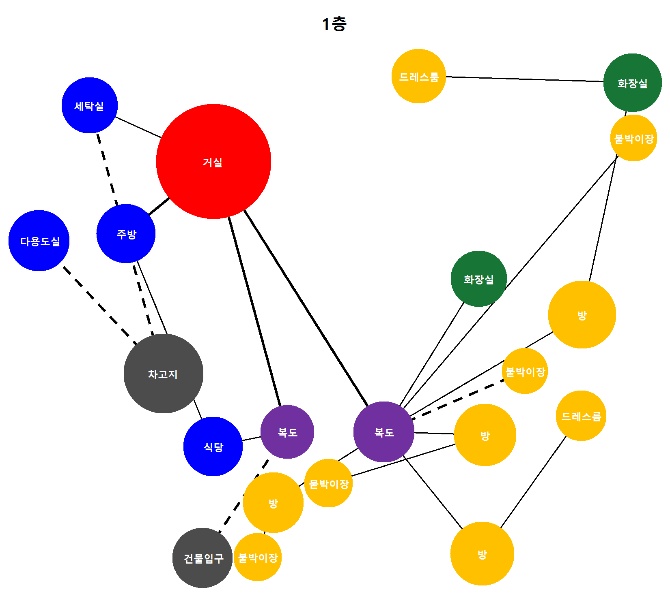 1층
드레스룸
화장실
세탁실
붙박이장
거실
주방
다용도실
화장실
방
차고지
붙박이장
드레스룸
복도
복도
방
식당
붙박이장
방
방
건물입구
붙박이장